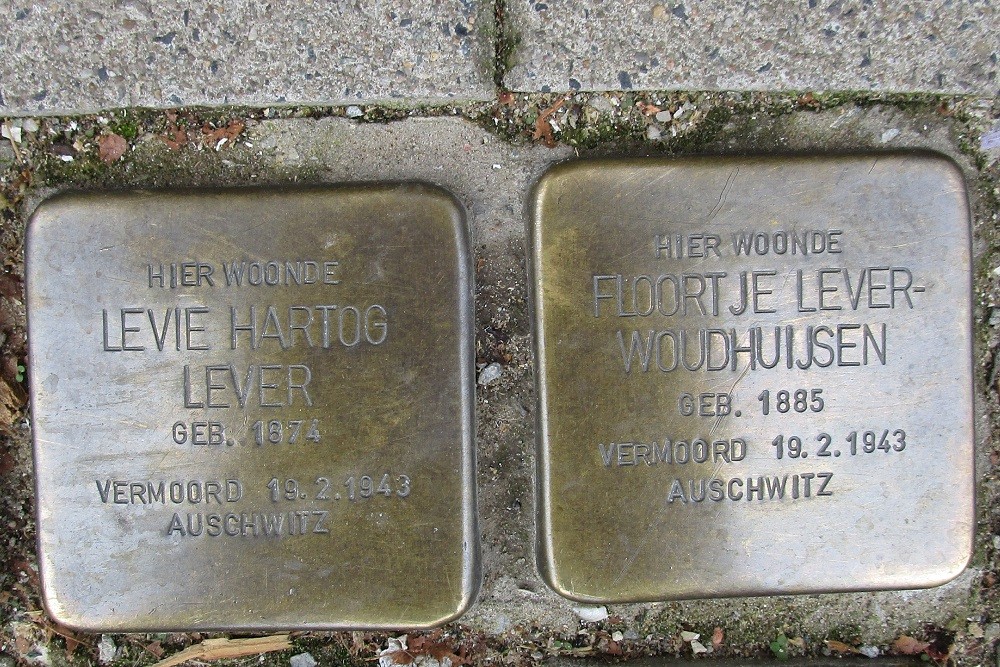 HIER WOONDE
LEVIE HARTOG
LEVER
GEB. 1874
VERMOORD 19.2.1943
AUSCHWITZ
HIER WOONDE
FLOORTJE LEVER-
WOUDHUIJSEN
GEB. 1885
VERMOORD 19.2.1943
AUSCHWITZ